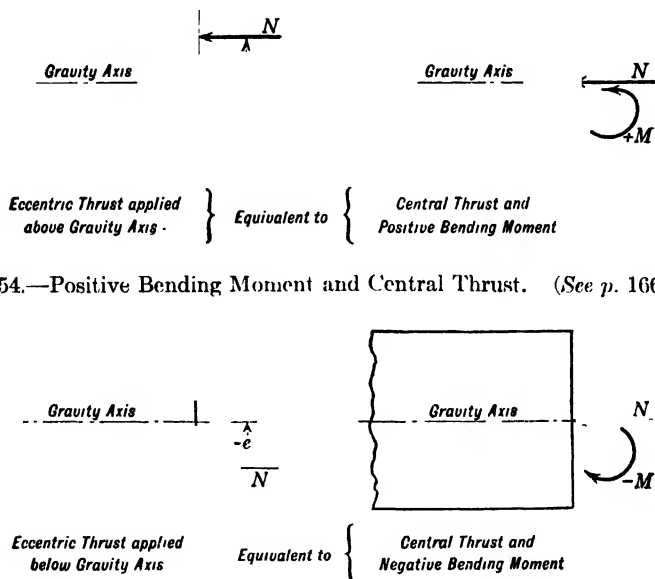 N
Gravity Axis
Gravity Axis
N
+M
Eccentric Thrust applied
above Gravity Axis -
}
Equivalent to
{
Central Thrust and
Positive Bending Moment
54.—Positive Bending Moment and Central Thrust. (See p. 166
Gravity Axis
-e
N
Gravity Axis
N
-M
Eccentric Thrust applied
below Gravity Axis
Equivalent to
{
Central Thrust and
Negative Bending Moment